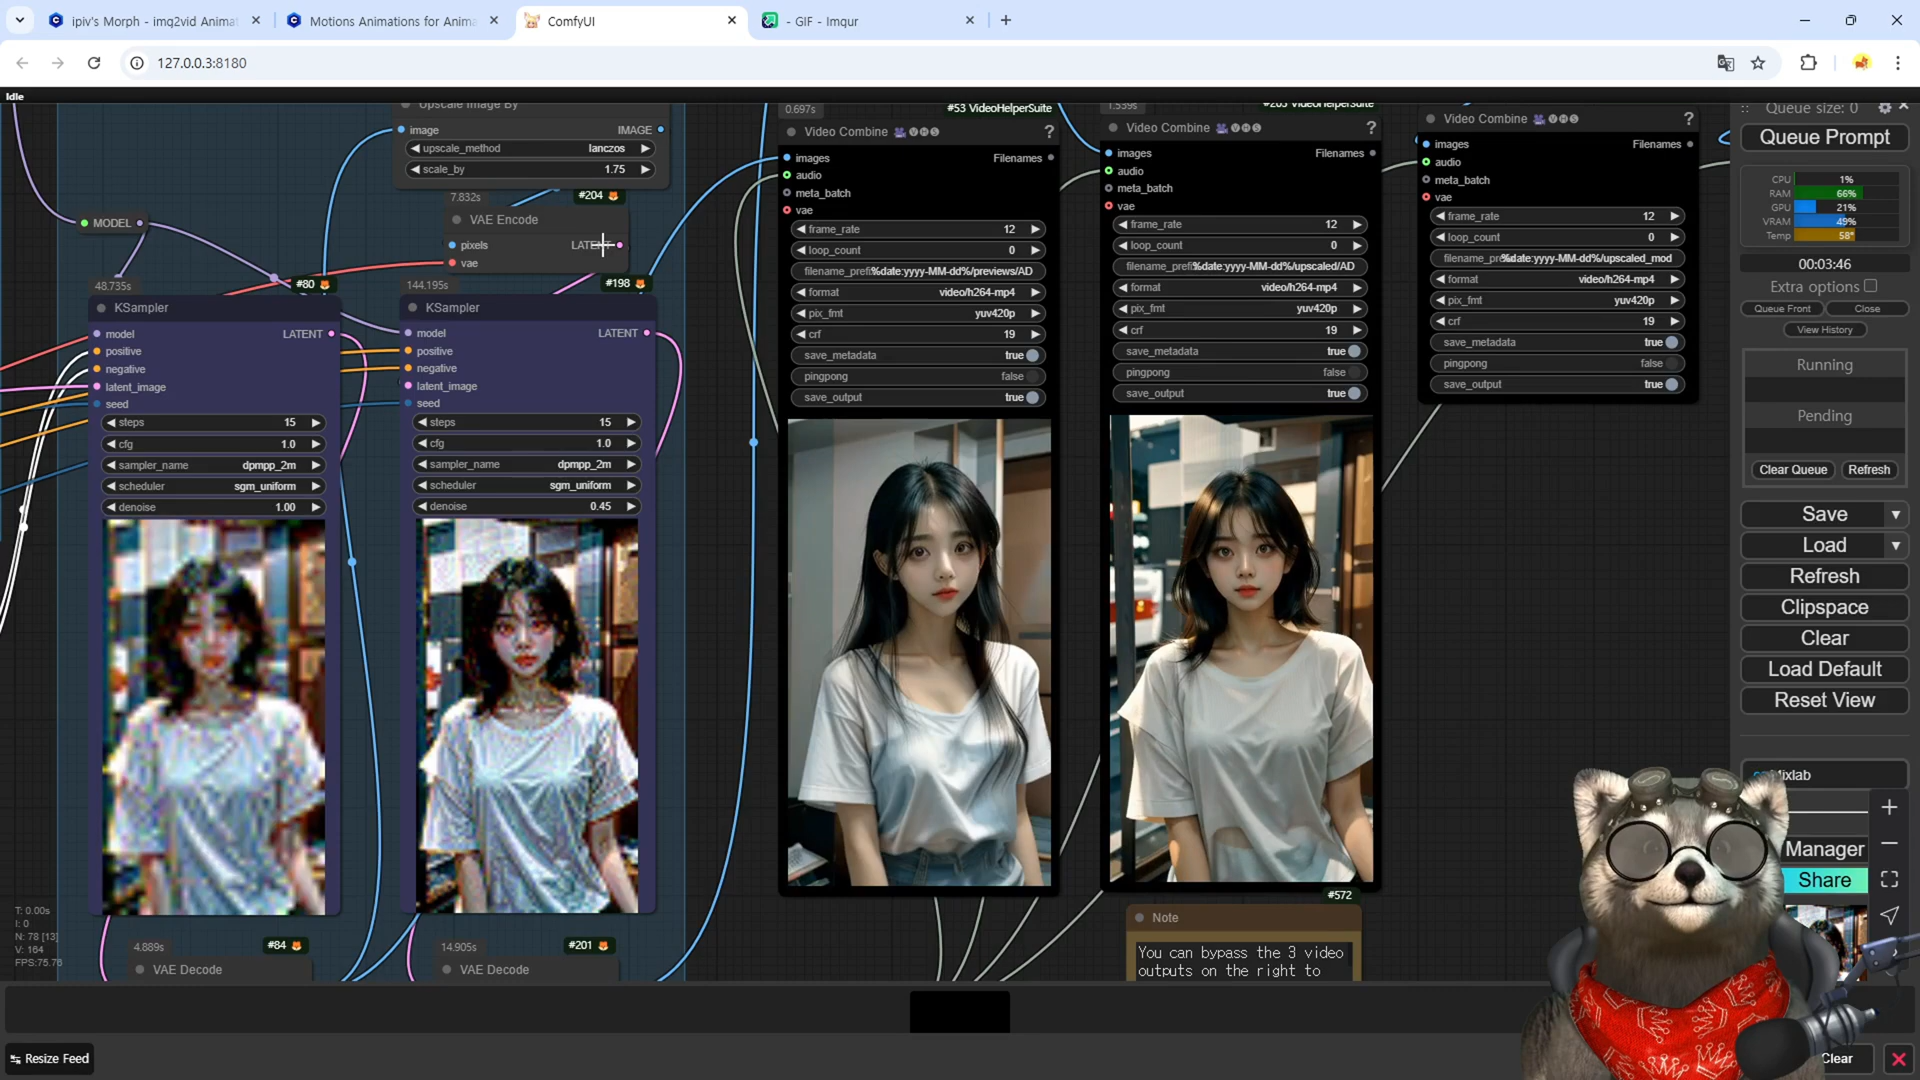 ipiv's Morph - img2vid Animat
Motions Animations for Anima
ComfyUI
- GIF - Imgur
127.0.0.3:8180
Idle
Upscale Image By
image
IMAGE
upscale_method
lanczos
scale_by
1.75
7.832s
#204
VAE Encode
pixels
LATENT
vae
MODEL
48.735s
#80
KSampler
model
LATENT
positive
negative
latent_image
seed
steps
15
cfg
1.0
sampler_name
dpmpp_2m
scheduler
sgm_uniform
denoise
1.00
144.195s
#198
KSampler
model
LATENT
positive
negative
latent_image
seed
steps
15
cfg
1.0
sampler_name
dpmpp_2m
scheduler
sgm_uniform
denoise
0.45
T: 0.00s
I: 0
N: 78 [13]
V: 164
FPS:75.76
4.889s
#84
VAE Decode
14.905s
#201
VAE Decode
0.697s
#53 VideoHelperSuite
Video Combine
VHS
?
images
Filenames
audio
meta_batch
vae
frame_rate
12
loop_count
0
filename_prefi%date:yyyy-MM-dd%/previews/AD
format
video/h264-mp4
pix_fmt
yuv420p
crf
19
save_metadata
true
pingpong
false
save_output
true
1.539s
#203 VideoHelperSuite
Video Combine
VHS
?
images
Filenames
audio
meta_batch
vae
frame_rate
12
loop_count
0
filename_prefi%date:yyyy-MM-dd%/upscaled/AD
format
video/h264-mp4
pix_fmt
yuv420p
crf
19
save_metadata
true
pingpong
false
save_output
true
#572
Note
You can bypass the 3 video
outputs on the right to
Video Combine
VHS
?
images
Filenames
audio
meta_batch
vae
frame_rate
12
loop_count
0
filename_pre%date:yyyy-MM-dd%/upscaled_mod
format
video/h264-mp4
pix_fmt
yuv420p
crf
19
save_metadata
true
pingpong
false
save_output
true
Queue size: 0
Queue Prompt
CPU
1%
RAM
66%
GPU
21%
VRAM
49%
Temp
58°
00:03:46
Extra options
Queue Front
Close
View History
Running
Pending
Clear Queue
Refresh
Save
Load
Refresh
Clipspace
Clear
Load Default
Reset View
Mixlab
Manager
Share
Resize Feed
Clear